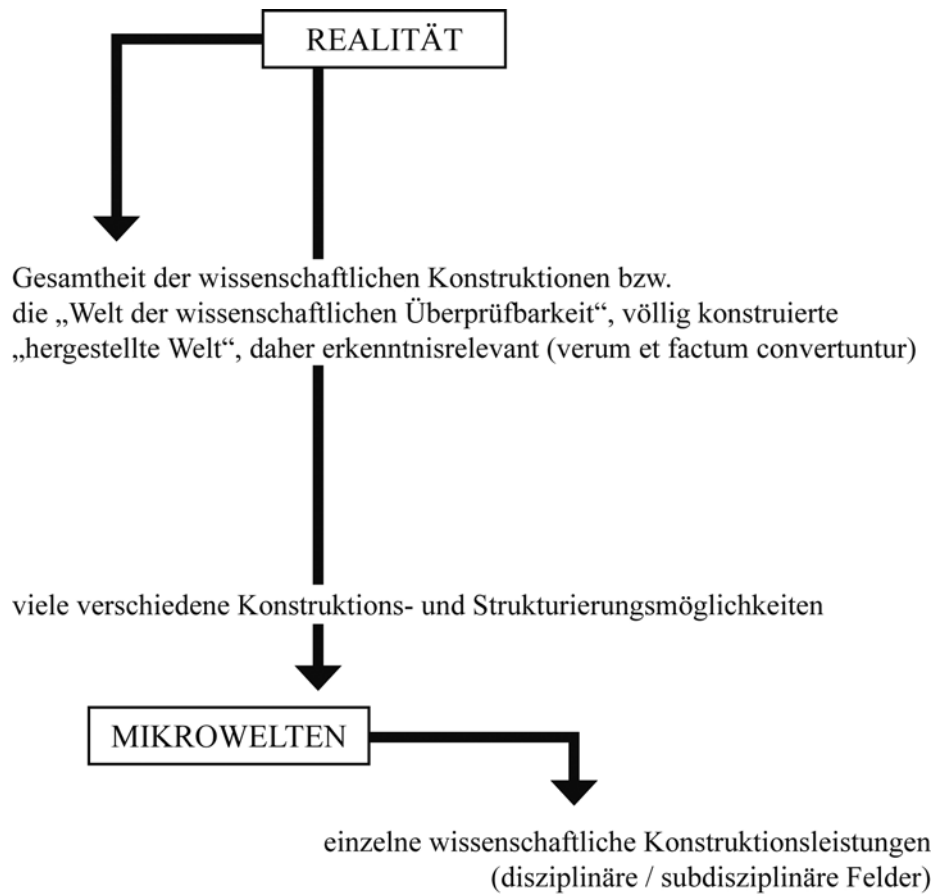 REALITÄT
Gesamtheit der wissenschaftlichen Konstruktionen bzw.
die „Welt der wissenschaftlichen Überprüfbarkeit“, völlig konstruierte
„hergestellte Welt“, daher erkenntnisrelevant (verum et factum convertuntur)
viele verschiedene Konstruktions- und Strukturierungsmöglichkeiten
MIKROWELTEN
einzelne wissenschaftliche Konstruktionsleistungen
(disziplinäre / subdisziplinäre Felder)